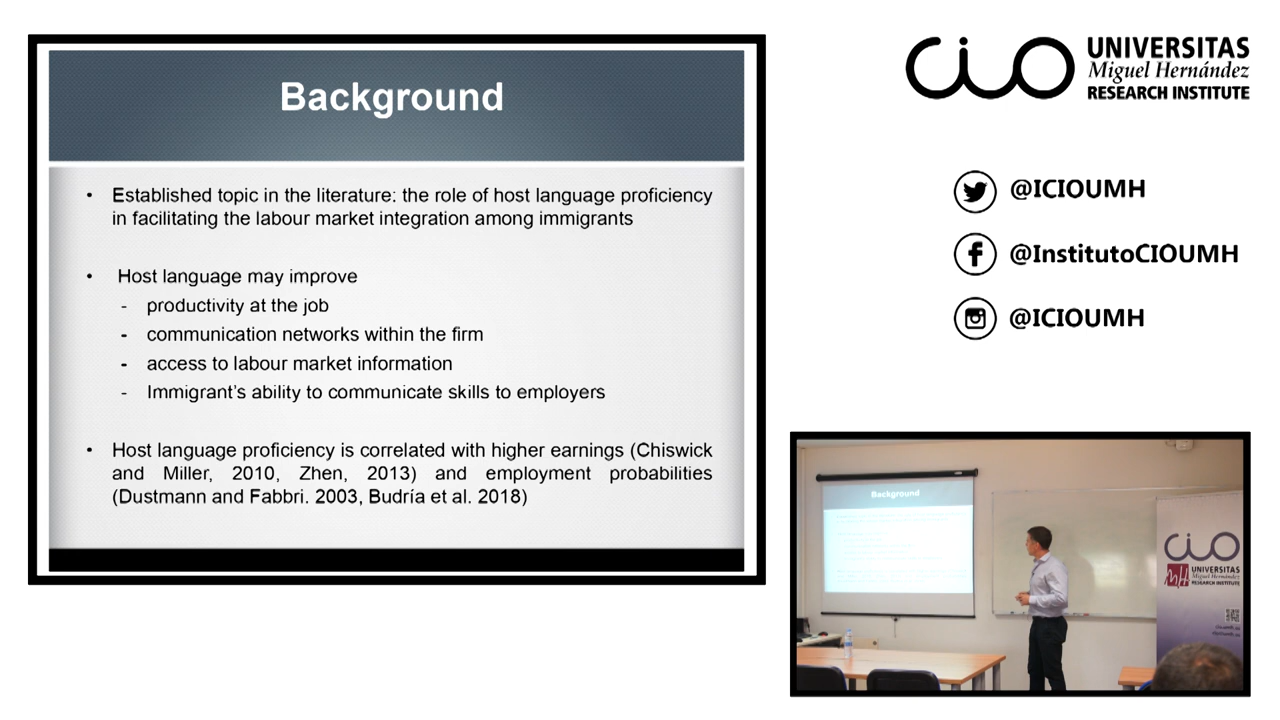 Background
• Established topic in the literature: the role of host language proficiency
in facilitating the labour market integration among immigrants
• Host language may improve
- productivity at the job
- communication networks within the firm
- access to labour market information
- Immigrant’s ability to communicate skills to employers
• Host language proficiency is correlated with higher earnings (Chiswick
and Miller, 2010, Zhen, 2013) and employment probabilities
(Dustmann and Fabbri. 2003, Budría et al. 2018)
cio
UNIVERSITAS
Miguel Hernández
RESEARCH INSTITUTE
@ICIOUMH
@InstitutoCIOUMH
@ICIOUMH
Background
cio
UNIVERSITAS
Miguel Hernández
RESEARCH INSTITUTE